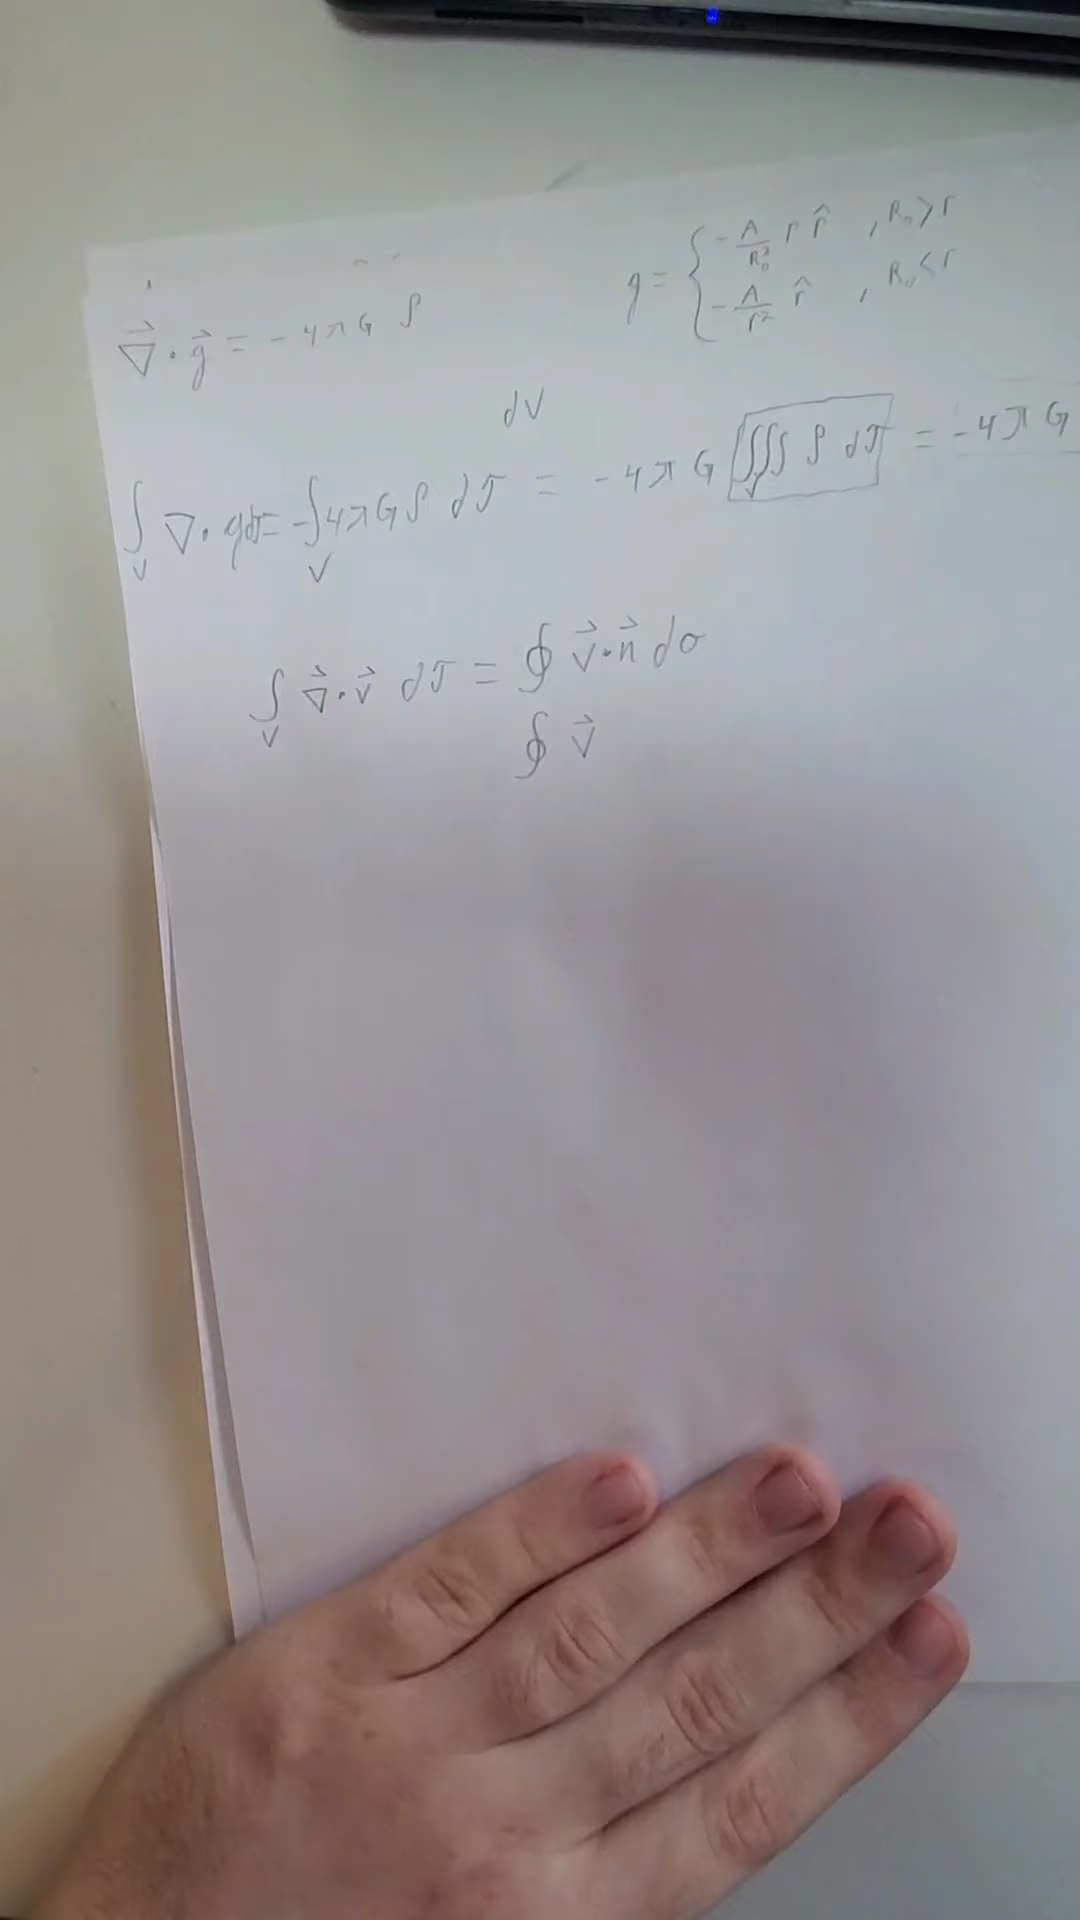 ∇⃗ · g⃗ = - 4πG ρ
g = { - A/R₀³ r r̂ , R₀ > r
- A/r² r̂ , R₀ < r
dV
∫_V ∇ · g dτ = - ∫_V 4πGρ dτ = - 4πG ∭_V ρ dτ = - 4πG
∫_V ∇⃗ · v⃗ dτ = ∮ v⃗ · n⃗ dσ
∮ v⃗